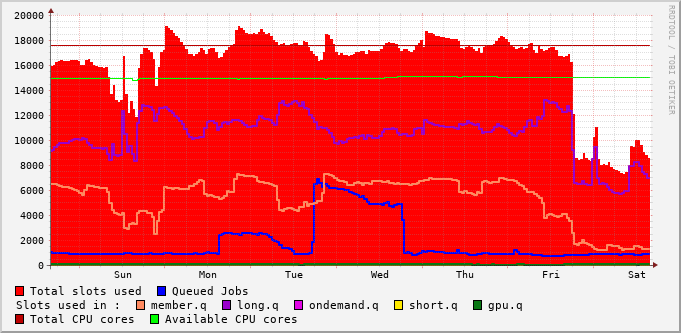 20000
18000
16000
14000
12000
10000
8000
6000
4000
2000
0
Sun Mon Tue Wed Thu Fri Sat
RRDTOOL / TOBI OETIKER
Total slots used Queued Jobs
Slots used in : member.q long.q ondemand.q short.q gpu.q
Total CPU cores Available CPU cores